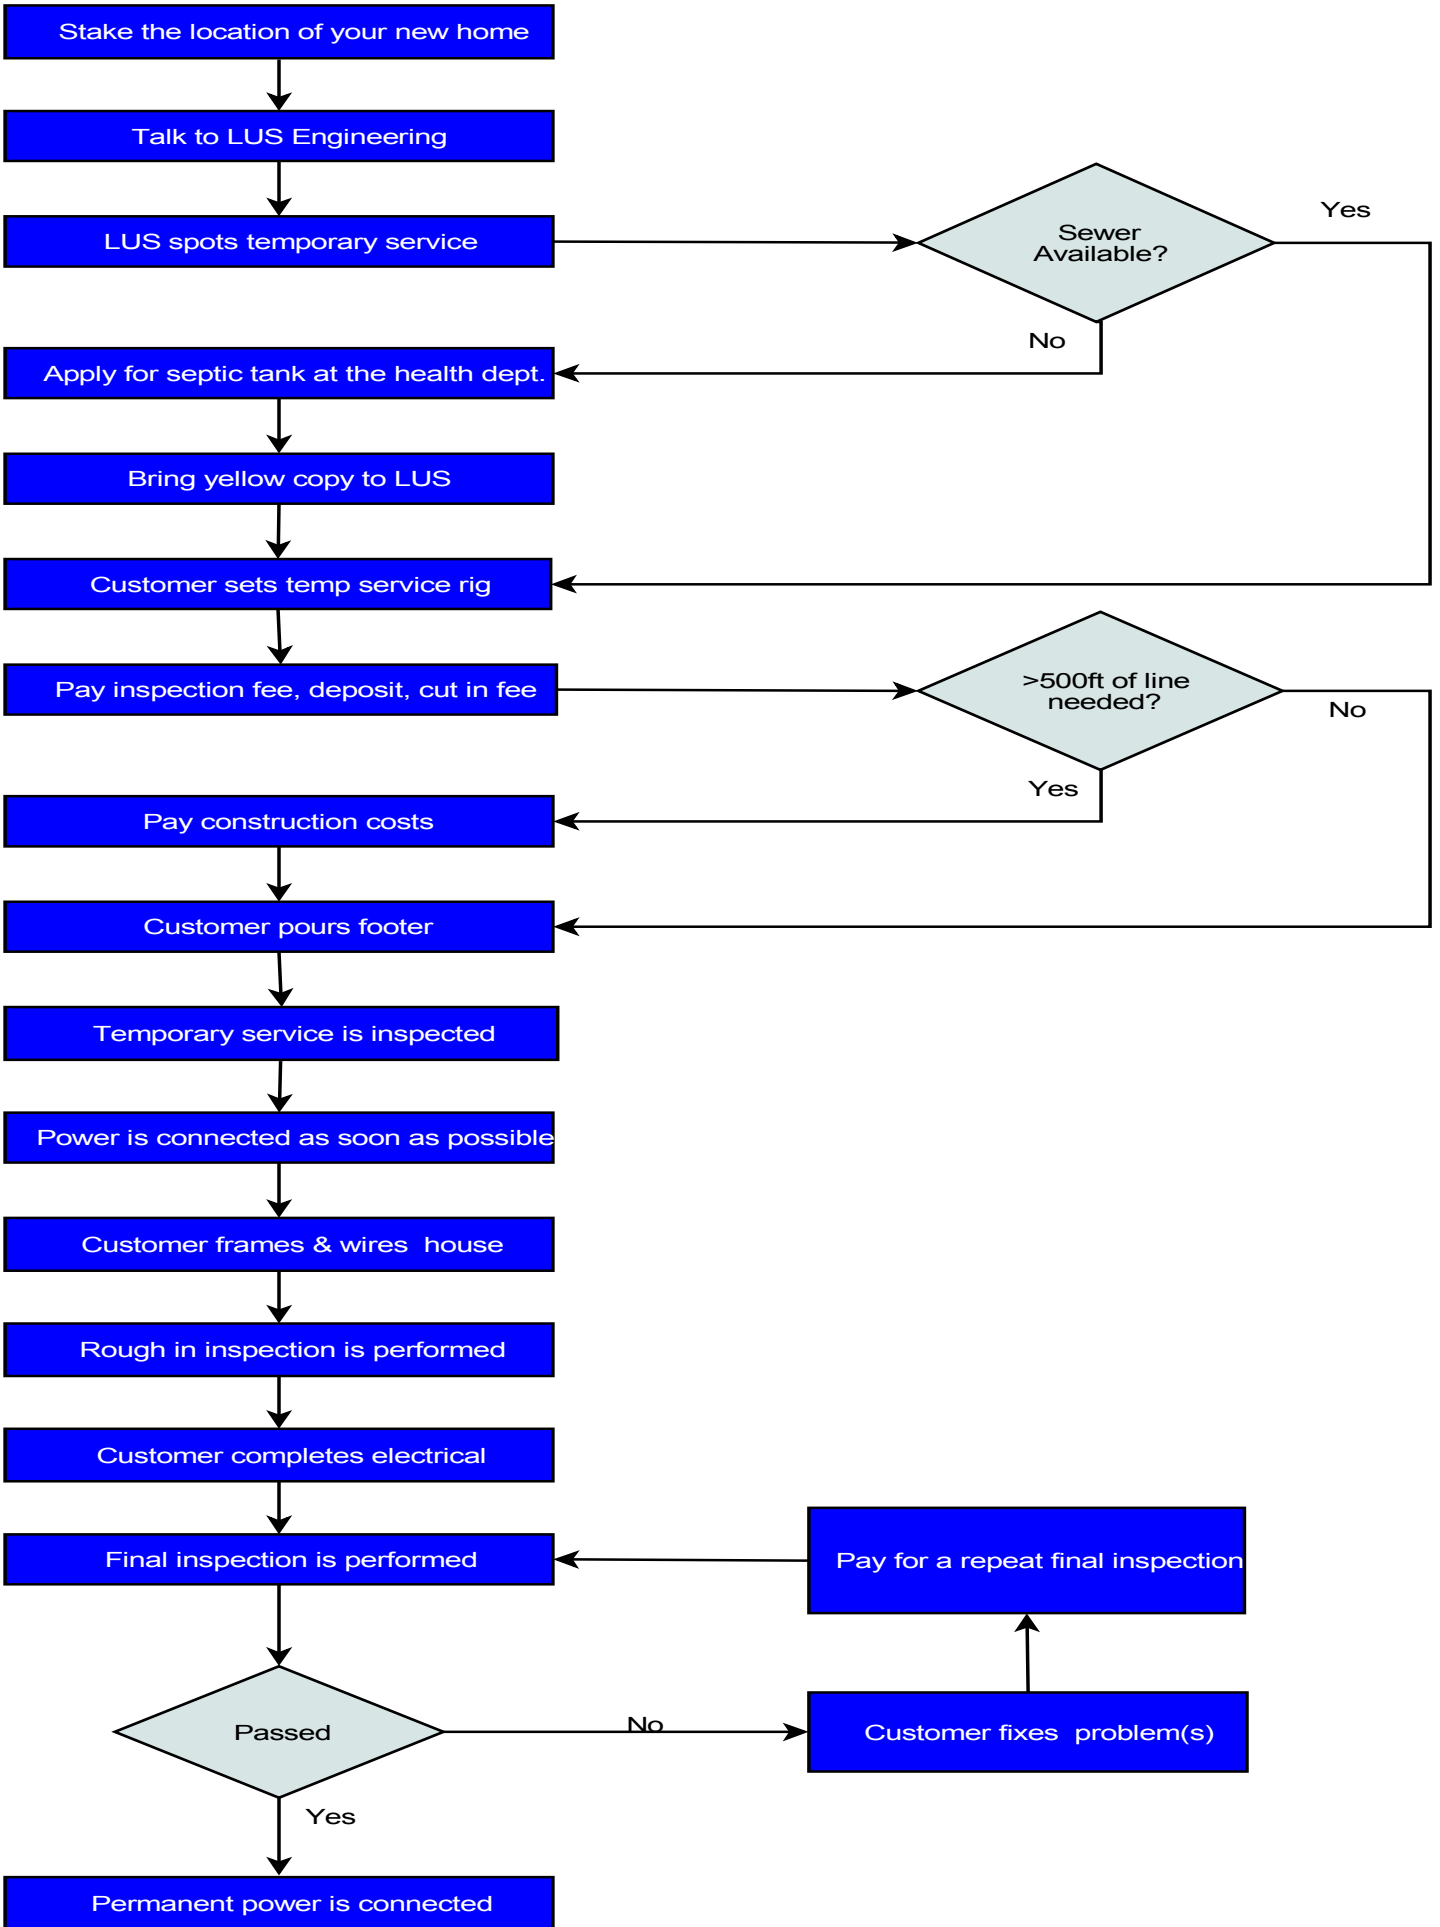 Stake the location of your new home
Talk to LUS Engineering
LUS spots temporary service
Sewer
Available?
Yes
No
Apply for septic tank at the health dept.
Bring yellow copy to LUS
Customer sets temp service rig
Pay inspection fee, deposit, cut in fee
>500ft of line
needed?
No
Yes
Pay construction costs
Customer pours footer
Temporary service is inspected
Power is connected as soon as possible
Customer frames & wires  house
Rough in inspection is performed
Customer completes electrical
Final inspection is performed
Pay for a repeat final inspection
Passed
No
Customer fixes  problem(s)
Yes
Permanent power is connected